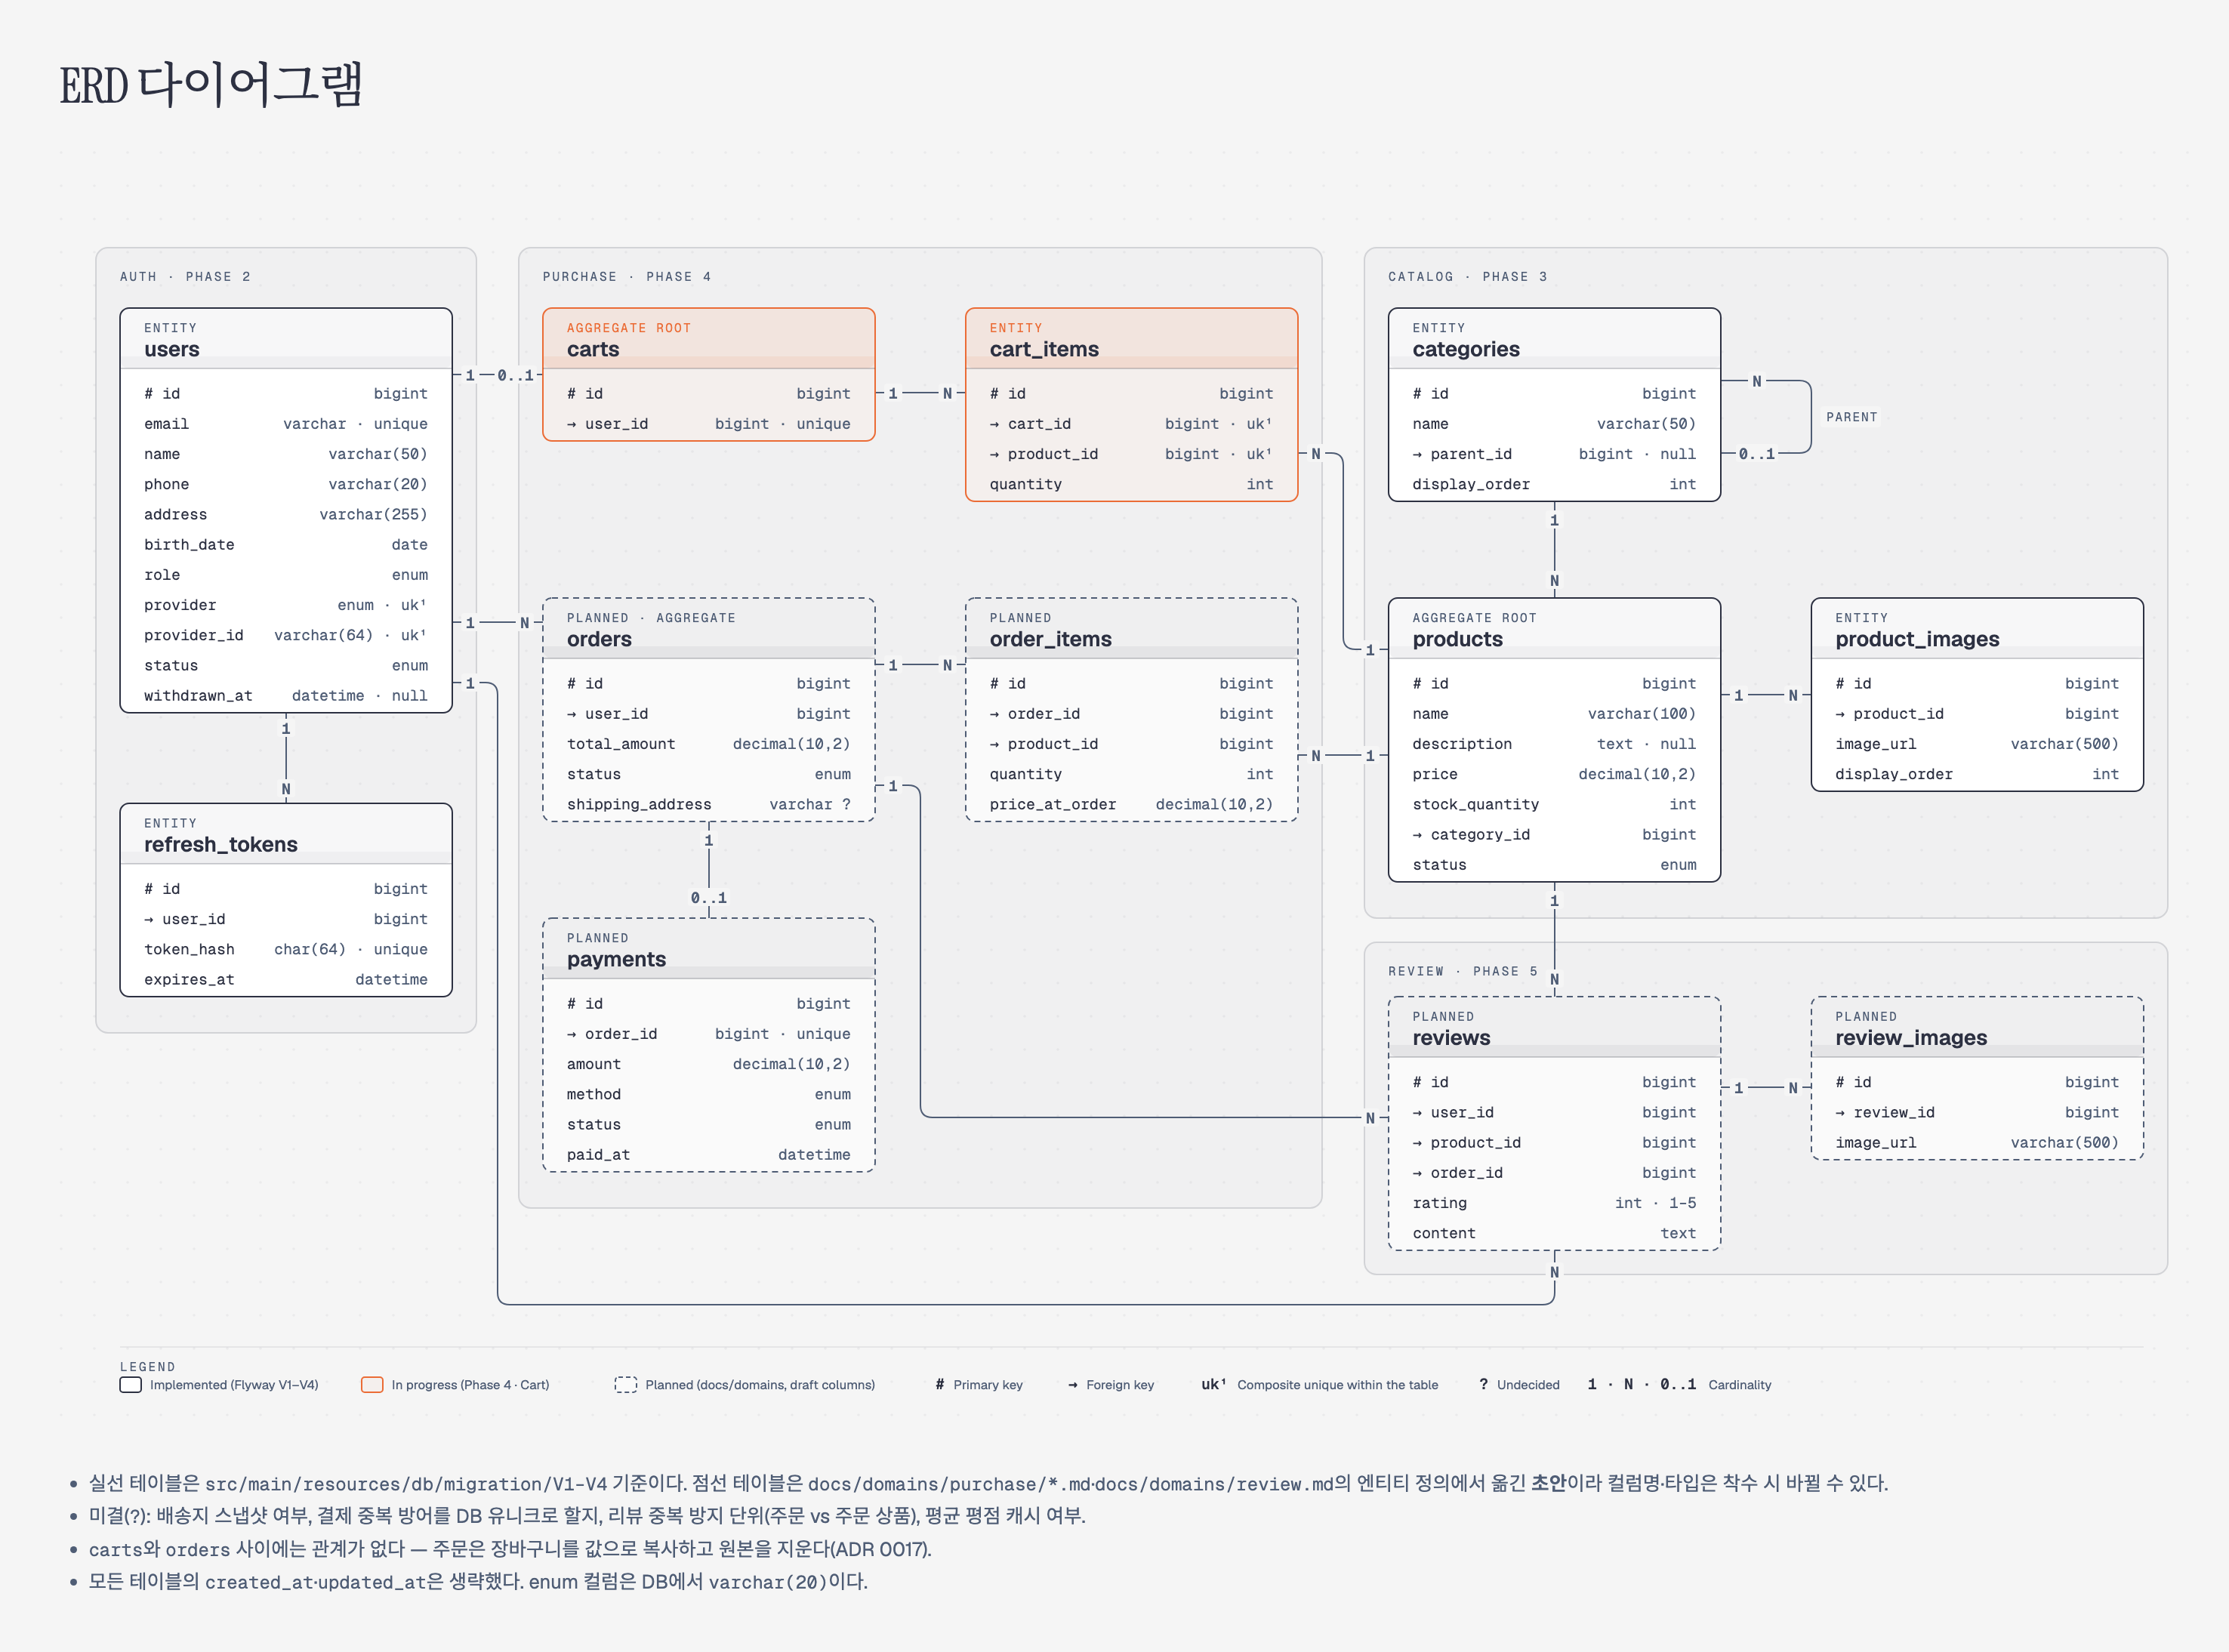 ERD 다이어그램
AUTH · PHASE 2
ENTITY
users
# id bigint
email varchar · unique
name varchar(50)
phone varchar(20)
address varchar(255)
birth_date date
role enum
provider enum · uk¹
provider_id varchar(64) · uk¹
status enum
withdrawn_at datetime · null
1
N
ENTITY
refresh_tokens
# id bigint
→ user_id bigint
token_hash char(64) · unique
expires_at datetime
1 0..1
1 N
1
PURCHASE · PHASE 4
AGGREGATE ROOT
carts
# id bigint
→ user_id bigint · unique
1 N
ENTITY
cart_items
# id bigint
→ cart_id bigint · uk¹
→ product_id bigint · uk¹
quantity int
N
1
PLANNED · AGGREGATE
orders
# id bigint
→ user_id bigint
total_amount decimal(10,2)
status enum
shipping_address varchar ?
1 N
1
N
PLANNED
order_items
# id bigint
→ order_id bigint
→ product_id bigint
quantity int
price_at_order decimal(10,2)
N 1
1
0..1
PLANNED
payments
# id bigint
→ order_id bigint · unique
amount decimal(10,2)
method enum
status enum
paid_at datetime
CATALOG · PHASE 3
ENTITY
categories
# id bigint
name varchar(50)
→ parent_id bigint · null
display_order int
N
PARENT
0..1
1
N
AGGREGATE ROOT
products
# id bigint
name varchar(100)
description text · null
price decimal(10,2)
stock_quantity int
→ category_id bigint
status enum
1 N
ENTITY
product_images
# id bigint
→ product_id bigint
image_url varchar(500)
display_order int
1
REVIEW · PHASE 5
N
PLANNED
reviews
# id bigint
→ user_id bigint
→ product_id bigint
→ order_id bigint
rating int · 1–5
content text
1 N
PLANNED
review_images
# id bigint
→ review_id bigint
image_url varchar(500)
N
LEGEND
Implemented (Flyway V1–V4) In progress (Phase 4 · Cart) Planned (docs/domains, draft columns) # Primary key → Foreign key uk¹ Composite unique within the table ? Undecided 1 · N · 0..1 Cardinality
• 실선 테이블은 src/main/resources/db/migration/V1–V4 기준이다. 점선 테이블은 docs/domains/purchase/*.md·docs/domains/review.md의 엔티티 정의에서 옮긴 초안이라 컬럼명·타입은 착수 시 바뀔 수 있다.
• 미결(?): 배송지 스냅샷 여부, 결제 중복 방어를 DB 유니크로 할지, 리뷰 중복 방지 단위(주문 vs 주문 상품), 평균 평점 캐시 여부.
• carts와 orders 사이에는 관계가 없다 — 주문은 장바구니를 값으로 복사하고 원본을 지운다(ADR 0017).
• 모든 테이블의 created_at·updated_at은 생략했다. enum 컬럼은 DB에서 varchar(20)이다.